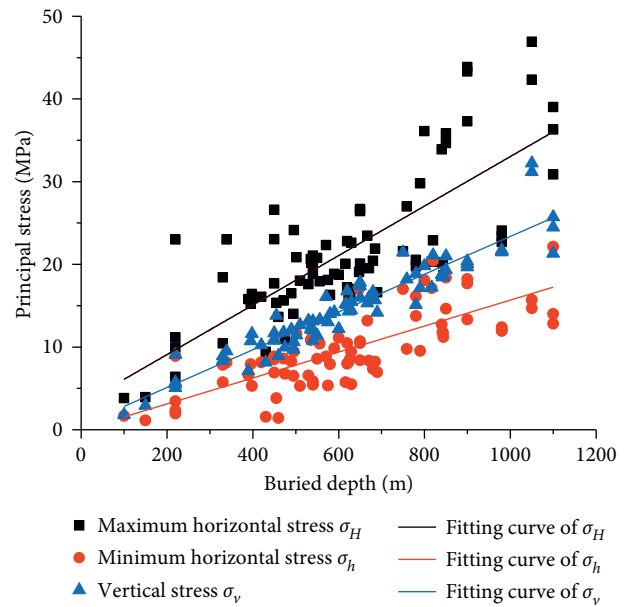 50
40
30
20
10
0
Principal stress (MPa)
0 200 400 600 800 1000 1200
Buried depth (m)
Maximum horizontal stress σH Fitting curve of σH
Minimum horizontal stress σh Fitting curve of σh
Vertical stress σv Fitting curve of σv